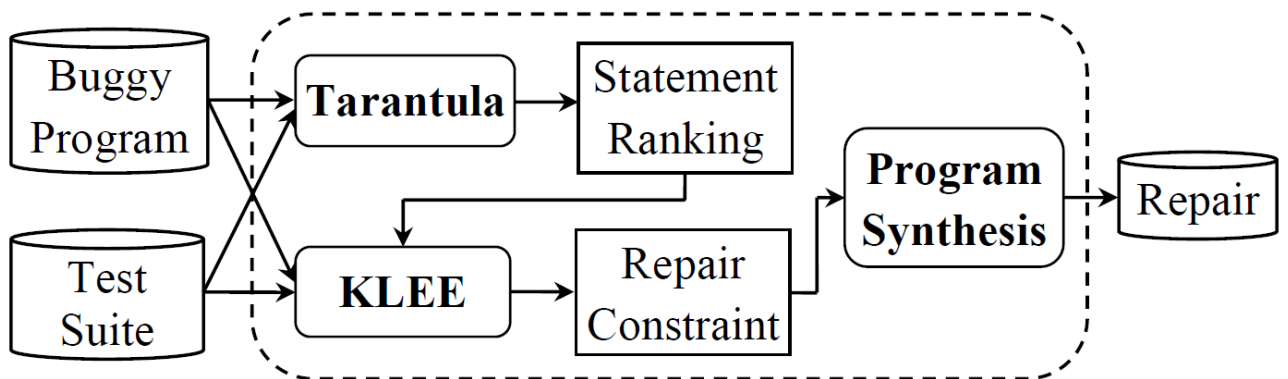 Buggy
Program
Tarantula
Statement
Ranking
Test
Suite
KLEE
Repair
Constraint
Program
Synthesis
Repair